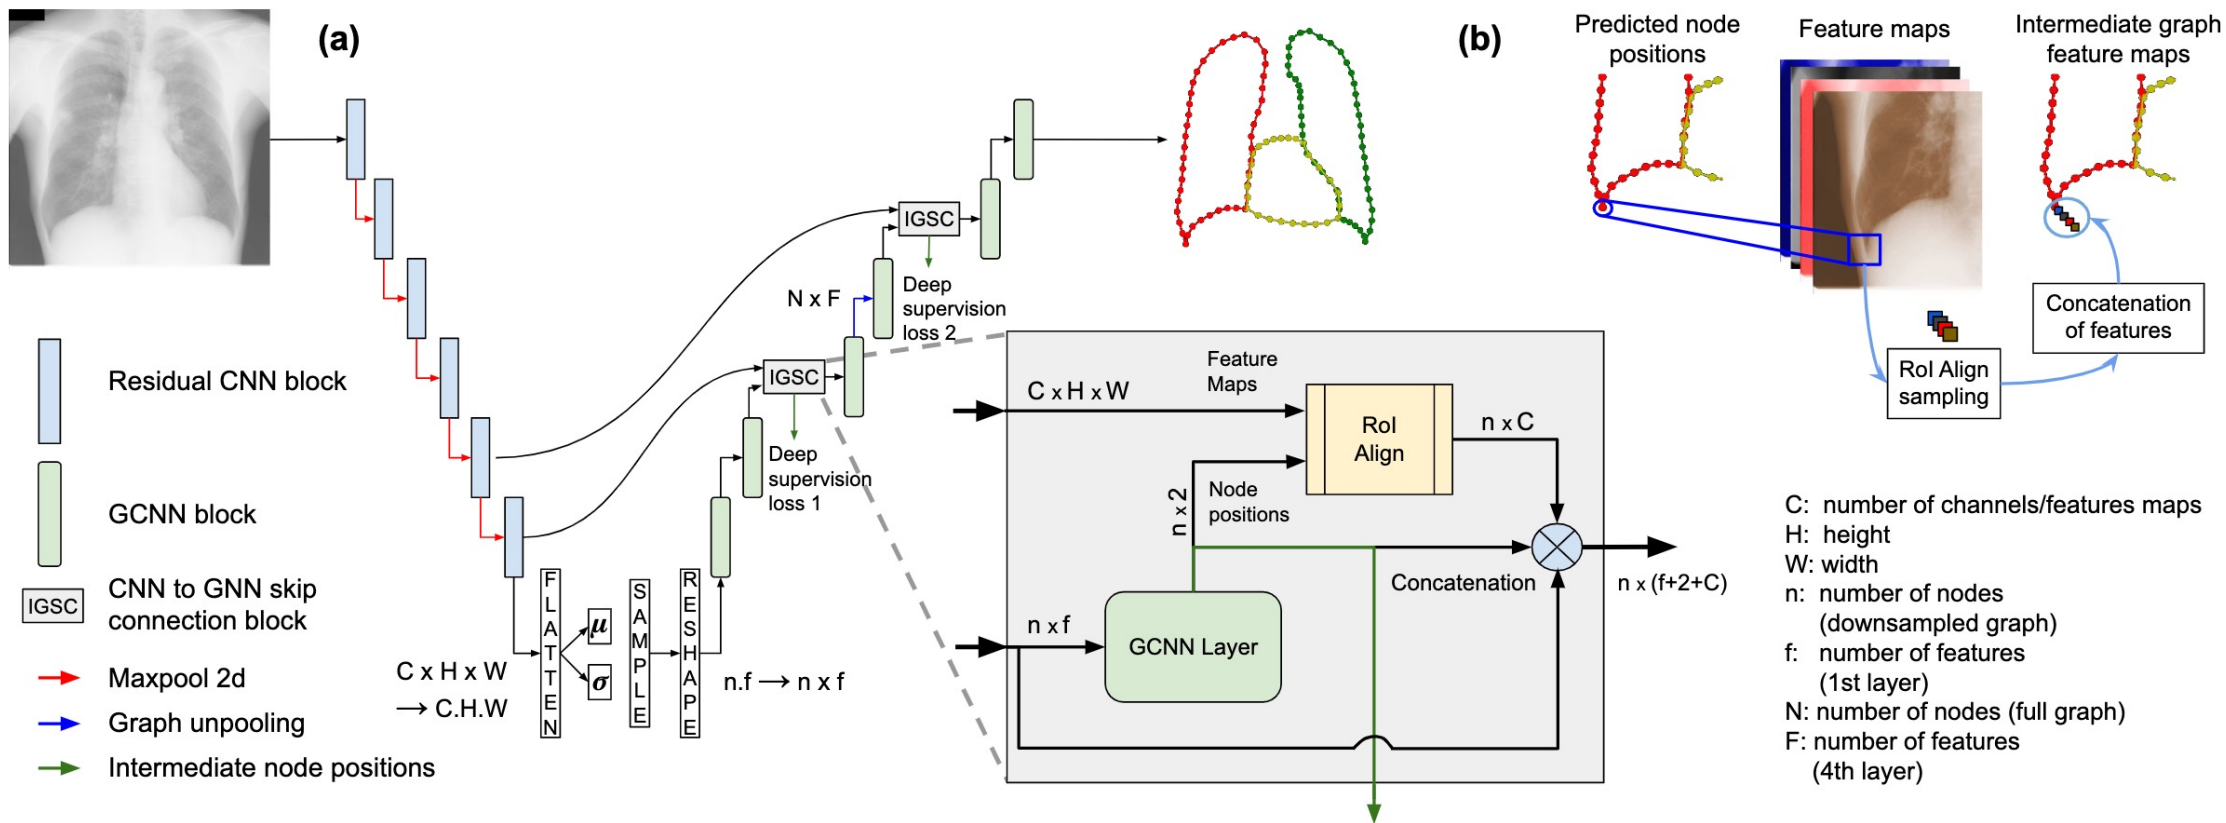 (a)
Residual CNN block
GCNN block
IGSC
CNN to GNN skip
connection block
Maxpool 2d
Graph unpooling
Intermediate node positions
C x H x W
→ C.H.W
FLATTEN
μ
σ
SAMPLE
RESHAPE
n.f → n x f
IGSC
Deep
supervision
loss 1
N x F
IGSC
Deep
supervision
loss 2
C x H x W
Feature
Maps
RoI
Align
n x C
n x 2
Node
positions
n x f
GCNN Layer
Concatenation
n x (f+2+C)
(b)
Predicted node
positions
Feature maps
Intermediate graph
feature maps
RoI Align
sampling
Concatenation
of features
C: number of channels/features maps
H: height
W: width
n: number of nodes
(downsampled graph)
f: number of features
(1st layer)
N: number of nodes (full graph)
F: number of features
(4th layer)